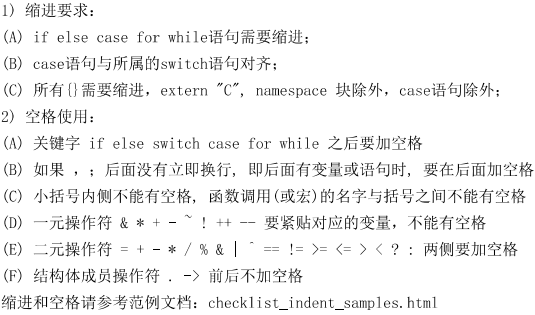 1) 缩进要求:
(A) if else case for while语句需要缩进;
(B) case语句与所属的switch语句对齐;
(C) 所有{}需要缩进，extern "C", namespace 块除外，case语句除外;
2) 空格使用:
(A) 关键字 if else switch case for while 之后要加空格
(B) 如果 , ; 后面没有立即换行, 即后面有变量或语句时, 要在后面加空格
(C) 小括号内侧不能有空格, 函数调用(或宏)的名字与括号之间不能有空格
(D) 一元操作符 & * + - ~ ! ++ -- 要紧贴对应的变量, 不能有空格
(E) 二元操作符 = + - * / % & | ^ == != >= <= > < ? : 两侧要加空格
(F) 结构体成员操作符 . -> 前后不加空格
缩进和空格请参考范例文档: checklist_indent_samples.html